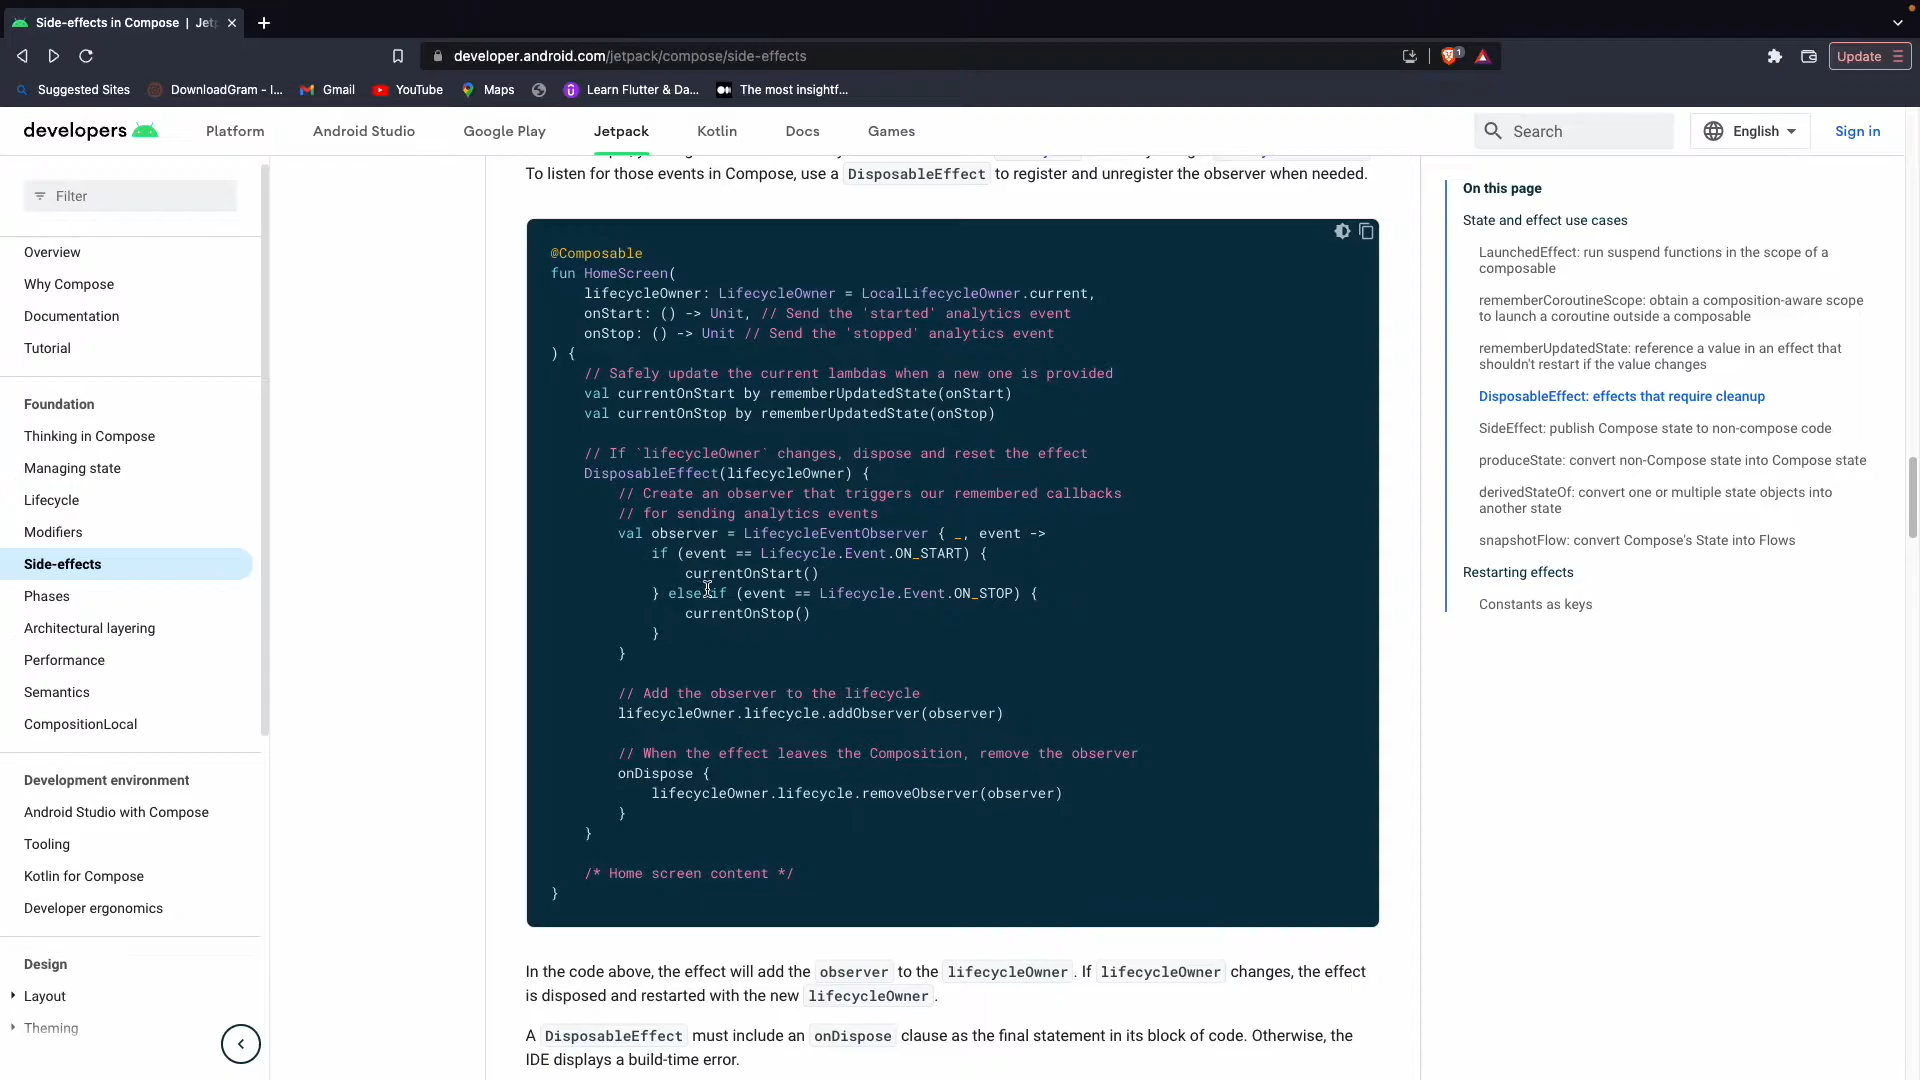 Side-effects in Compose | Jetp
developer.android.com/jetpack/compose/side-effects
1
Update
Suggested Sites
DownloadGram - I...
Gmail
YouTube
Maps
Learn Flutter & Da...
The most insightf...
developers
Platform
Android Studio
Google Play
Jetpack
Kotlin
Docs
Games
Search
English
Sign in
Filter
Overview
Why Compose
Documentation
Tutorial
Foundation
Thinking in Compose
Managing state
Lifecycle
Modifiers
Side-effects
Phases
Architectural layering
Performance
Semantics
CompositionLocal
Development environment
Android Studio with Compose
Tooling
Kotlin for Compose
Developer ergonomics
Design
Layout
Theming
To listen for those events in Compose, use a DisposableEffect to register and unregister the observer when needed.
@Composable
fun HomeScreen(
    lifecycleOwner: LifecycleOwner = LocalLifecycleOwner.current,
    onStart: () -> Unit, // Send the 'started' analytics event
    onStop: () -> Unit // Send the 'stopped' analytics event
) {
    // Safely update the current lambdas when a new one is provided
    val currentOnStart by rememberUpdatedState(onStart)
    val currentOnStop by rememberUpdatedState(onStop)
    // If `lifecycleOwner` changes, dispose and reset the effect
    DisposableEffect(lifecycleOwner) {
        // Create an observer that triggers our remembered callbacks
        // for sending analytics events
        val observer = LifecycleEventObserver { _, event ->
            if (event == Lifecycle.Event.ON_START) {
                currentOnStart()
            } else if (event == Lifecycle.Event.ON_STOP) {
                currentOnStop()
            }
        }
        // Add the observer to the lifecycle
        lifecycleOwner.lifecycle.addObserver(observer)
        // When the effect leaves the Composition, remove the observer
        onDispose {
            lifecycleOwner.lifecycle.removeObserver(observer)
        }
    }
    /* Home screen content */
}
In the code above, the effect will add the observer to the lifecycleOwner. If lifecycleOwner changes, the effect
is disposed and restarted with the new lifecycleOwner.
A DisposableEffect must include an onDispose clause as the final statement in its block of code. Otherwise, the
IDE displays a build-time error.
On this page
State and effect use cases
LaunchedEffect: run suspend functions in the scope of a
composable
rememberCoroutineScope: obtain a composition-aware scope
to launch a coroutine outside a composable
rememberUpdatedState: reference a value in an effect that
shouldn't restart if the value changes
DisposableEffect: effects that require cleanup
SideEffect: publish Compose state to non-compose code
produceState: convert non-Compose state into Compose state
derivedStateOf: convert one or multiple state objects into
another state
snapshotFlow: convert Compose's State into Flows
Restarting effects
Constants as keys